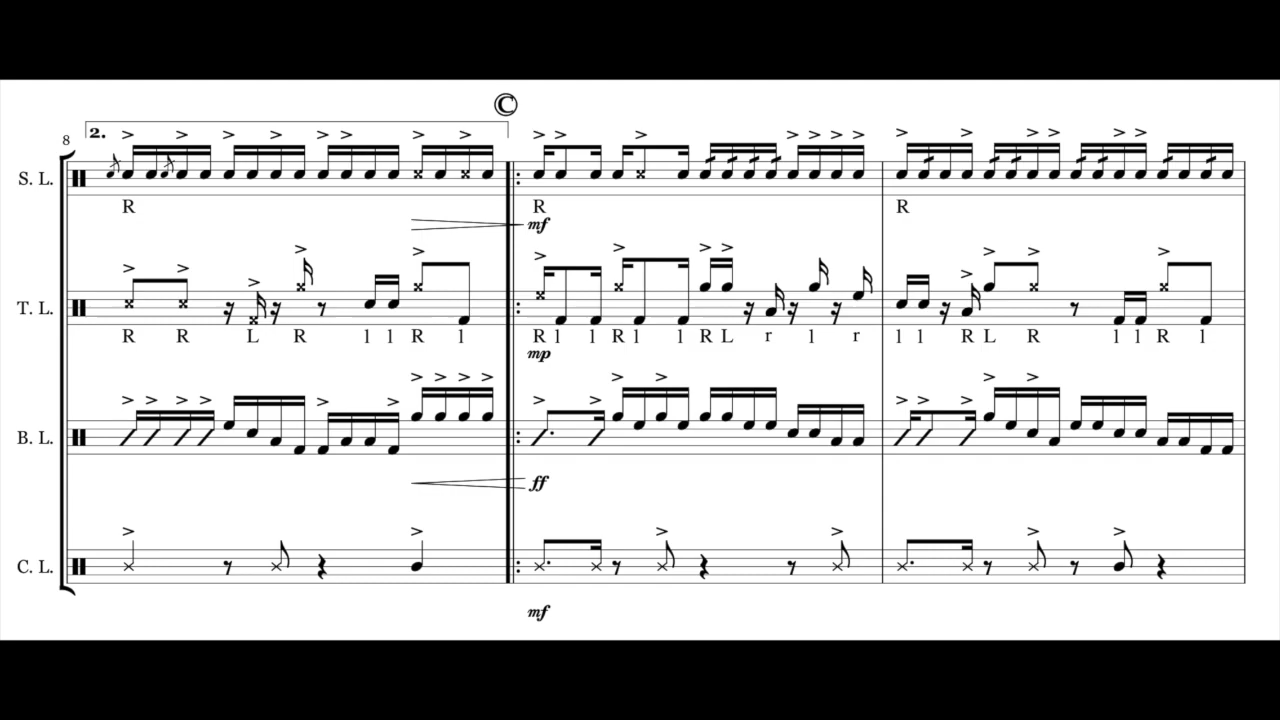 C
2.
8
S. L.
R R R
mf
T. L.
R R L R l l R l R l l R l l R L r l r l l R L R l l R l
mp
B. L.
ff
C. L.
mf